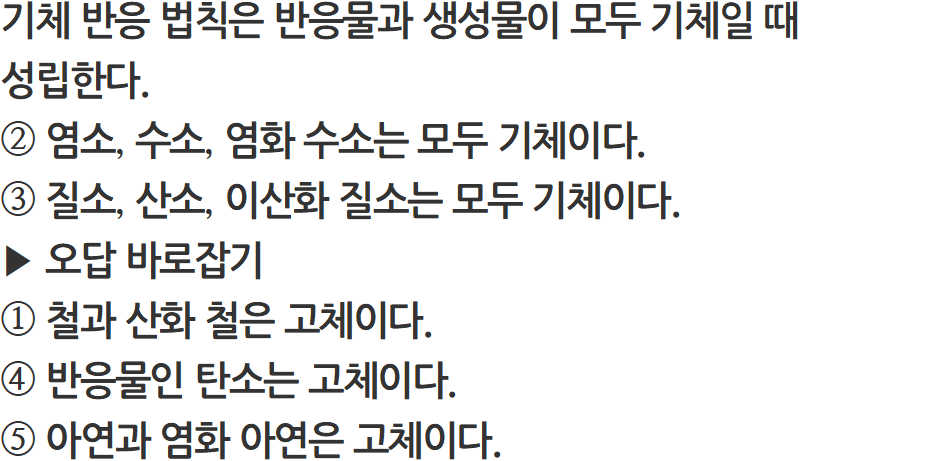 기체 반응 법칙은 반응물과 생성물이 모두 기체일 때
성립한다.
② 염소, 수소, 염화 수소는 모두 기체이다.
③ 질소, 산소, 이산화 질소는 모두 기체이다.
▶ 오답 바로잡기
① 철과 산화 철은 고체이다.
④ 반응물인 탄소는 고체이다.
⑤ 아연과 염화 아연은 고체이다.